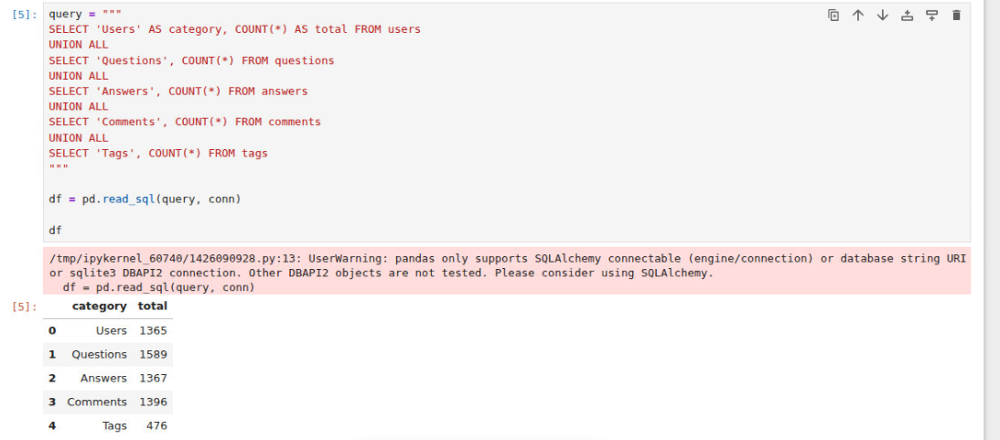 [5]: query = """
SELECT 'Users' AS category, COUNT(*) AS total FROM users
UNION ALL
SELECT 'Questions', COUNT(*) FROM questions
UNION ALL
SELECT 'Answers', COUNT(*) FROM answers
UNION ALL
SELECT 'Comments', COUNT(*) FROM comments
UNION ALL
SELECT 'Tags', COUNT(*) FROM tags
"""
df = pd.read_sql(query, conn)
df
/tmp/ipykernel_60740/1426090928.py:13: UserWarning: pandas only supports SQLAlchemy connectable (engine/connection) or database string URI
or sqlite3 DBAPI2 connection. Other DBAPI2 objects are not tested. Please consider using SQLAlchemy.
df = pd.read_sql(query, conn)
[5]: category total
0 Users 1365
1 Questions 1589
2 Answers 1367
3 Comments 1396
4 Tags 476